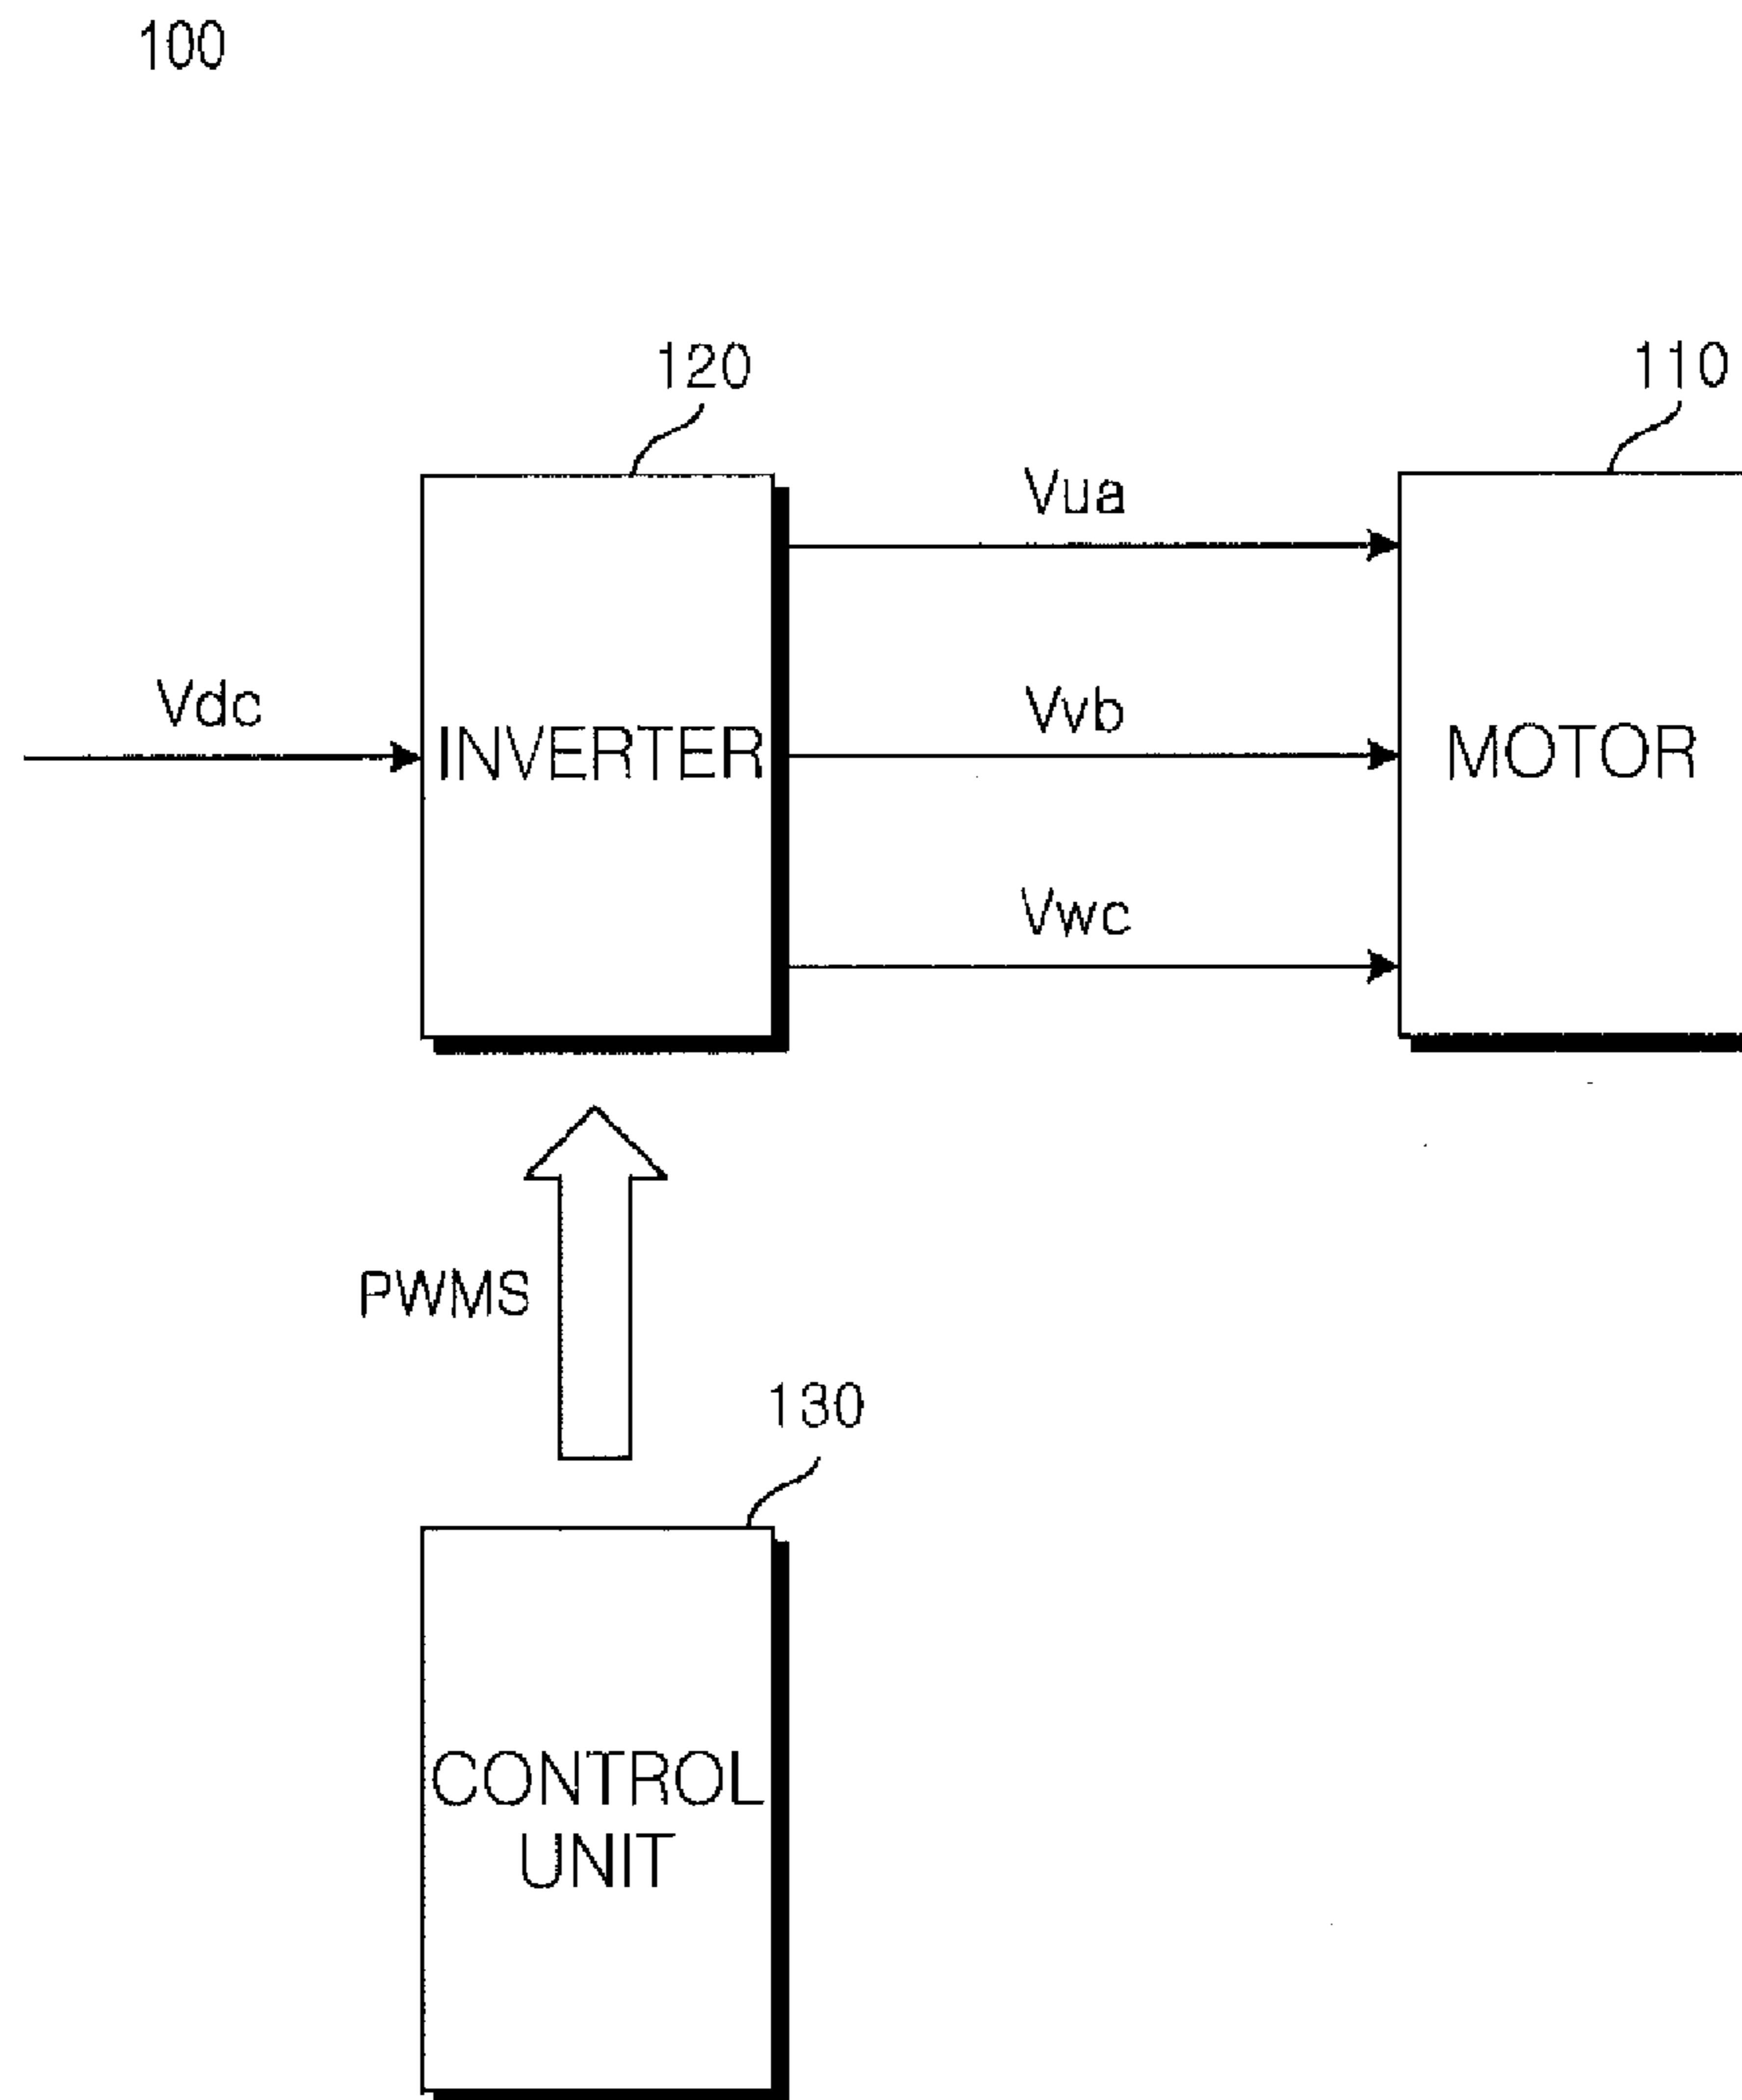 100
120
110
Vua
Vdc
Vvb
INVERTER
MOTOR
Vwc
PWMS
130
CONTROL
UNIT